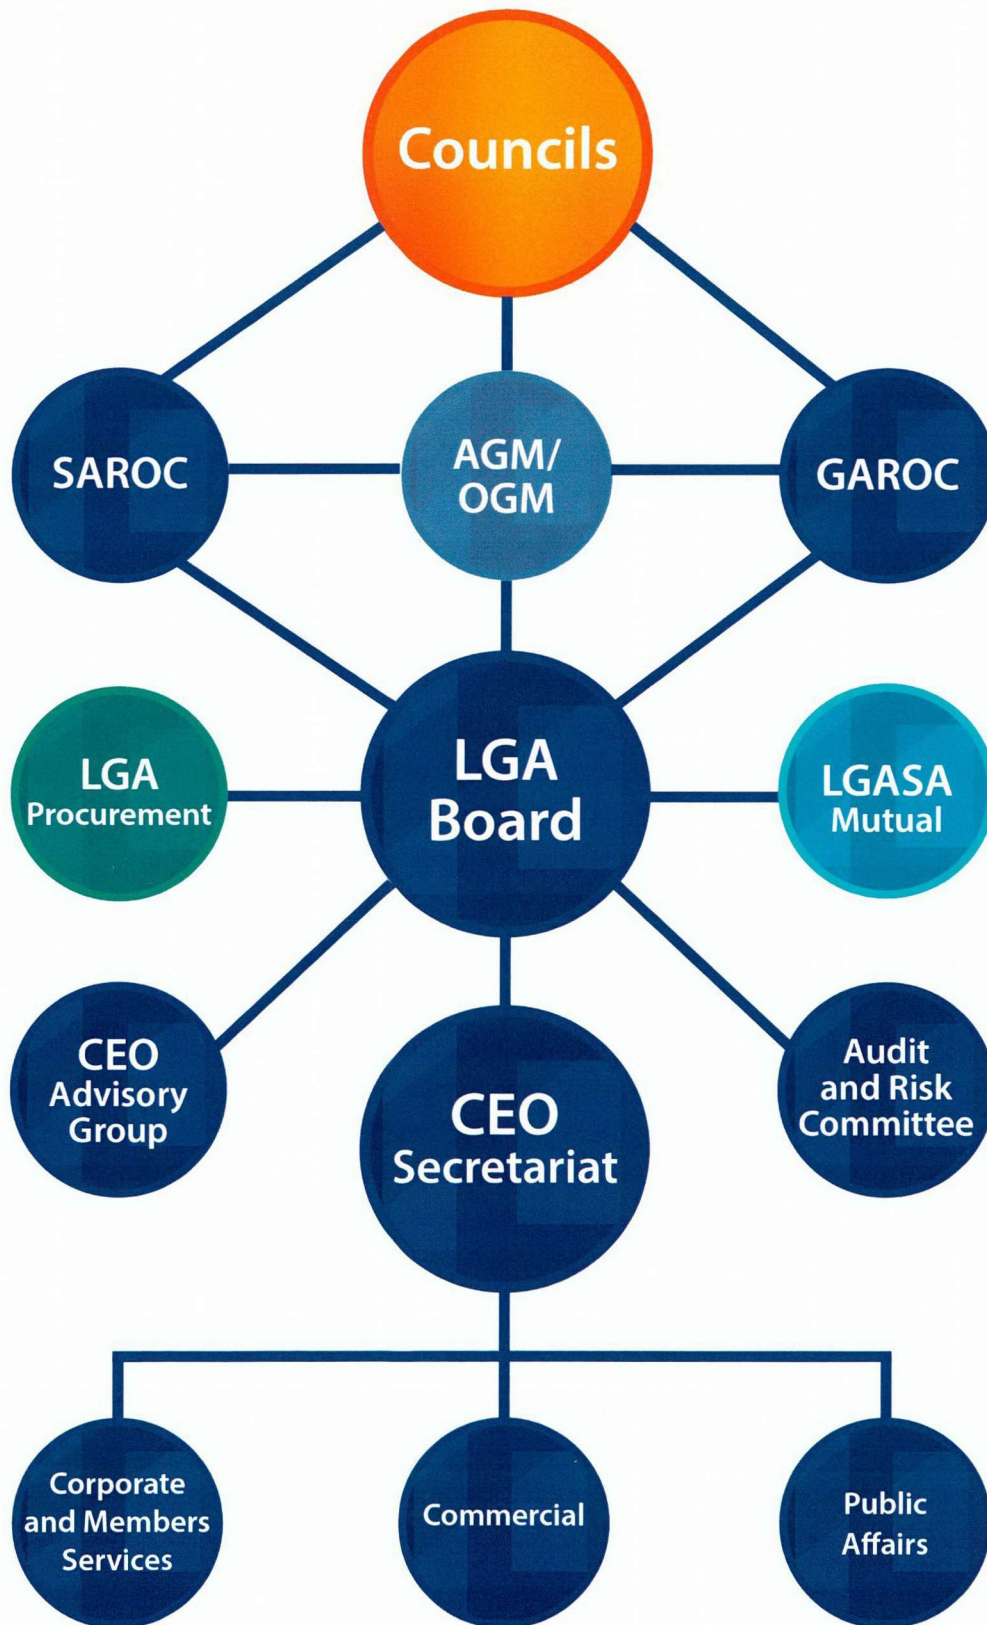 Councils
SAROC
AGM/
OGM
GAROC
LGA
Procurement
LGA
Board
LGASA
Mutual
CEO
Advisory
Group
CEO
Secretariat
Audit
and Risk
Committee
Corporate
and Members
Services
Commercial
Public
Affairs